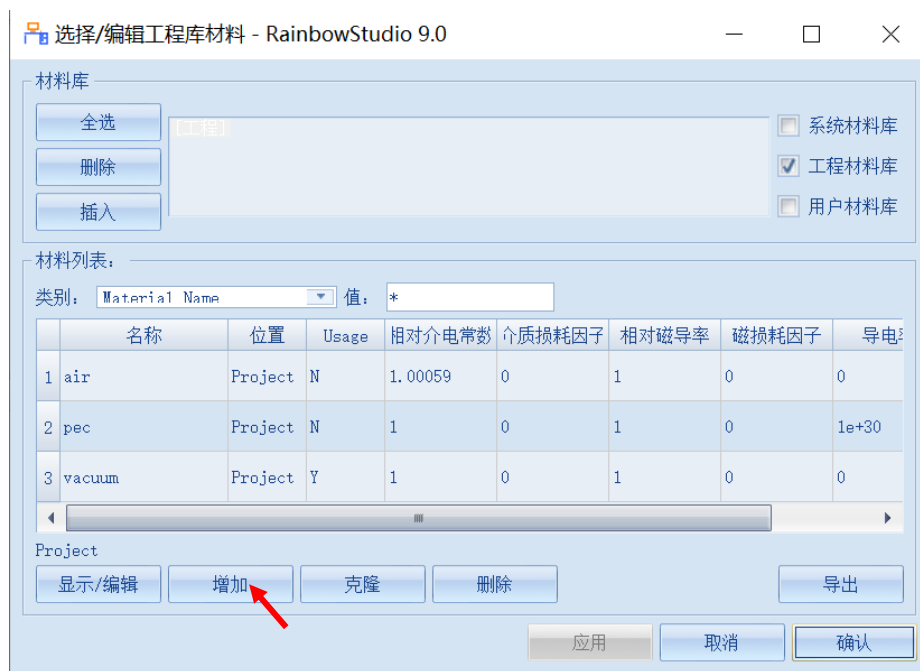 选择/编辑工程库材料 - RainbowStudio 9.0
材料库
全选
[工程]
系统材料库
删除
工程材料库
插入
用户材料库
材料列表:
类别: Material Name 值: *
名称 位置 Usage 相对介电常数 介质损耗因子 相对磁导率 磁损耗因子 导电率
1 air Project N 1.00059 0 1 0 0
2 pec Project N 1 0 1 0 1e+30
3 vacuum Project Y 1 0 1 0 0
Project
显示/编辑 增加 克隆 删除 导出
应用 取消 确认